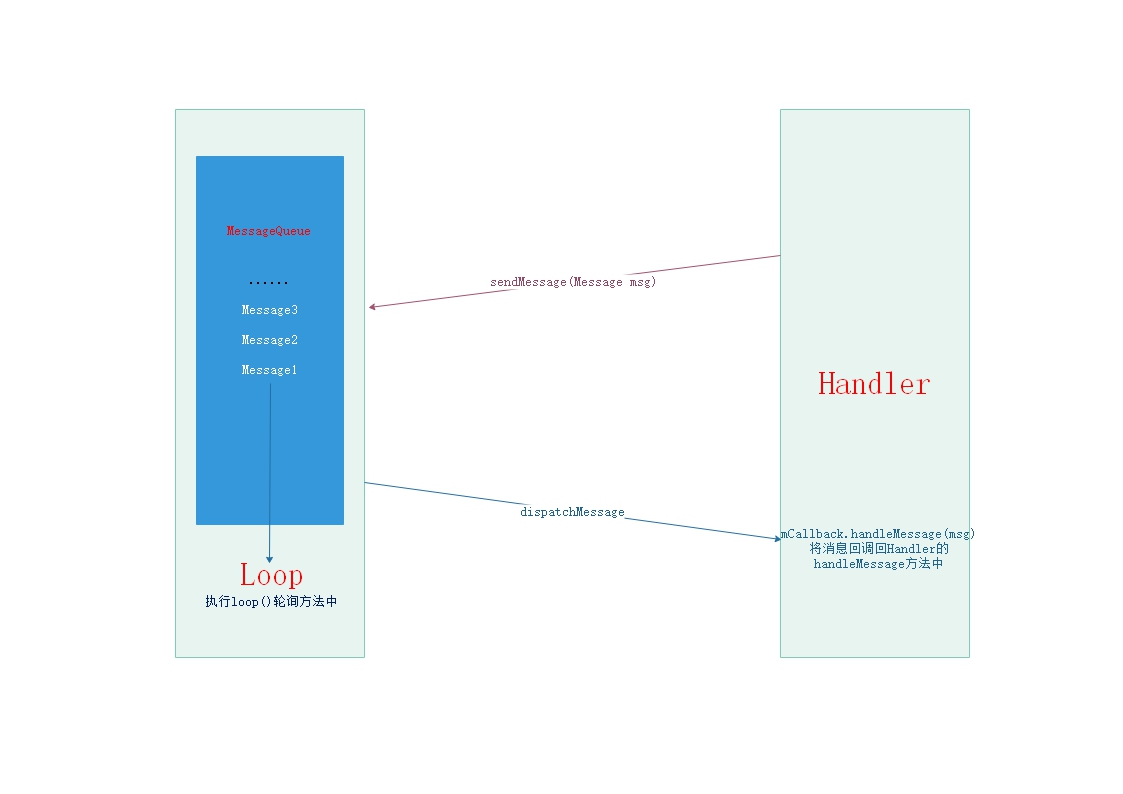 MessageQueue
......
Message3
Message2
Message1
Loop
执行loop()轮询方法中
sendMessage(Message msg)
dispatchMessage
Handler
mCallback.handleMessage(msg)
将消息回调回Handler的
handleMessage方法中